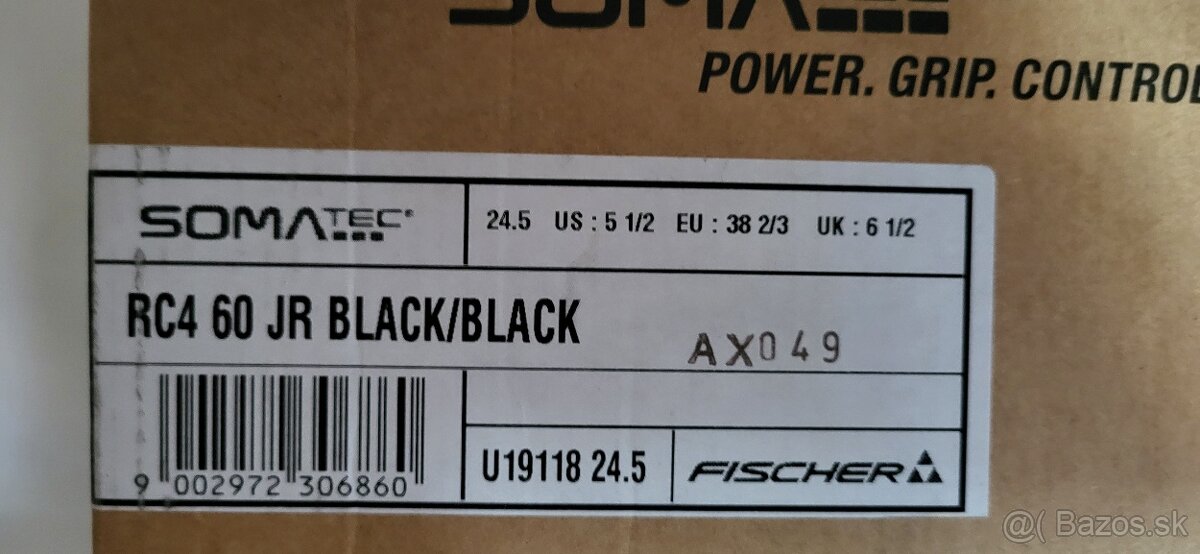 SOMATEC
POWER. GRIP. CONTROL
SOMATEC®
24.5 US : 5 1/2 EU : 38 2/3 UK : 6 1/2
RC4 60 JR BLACK/BLACK
AX049
9 002972 306860
U19118 24.5
FISCHER
@( Bazos.sk